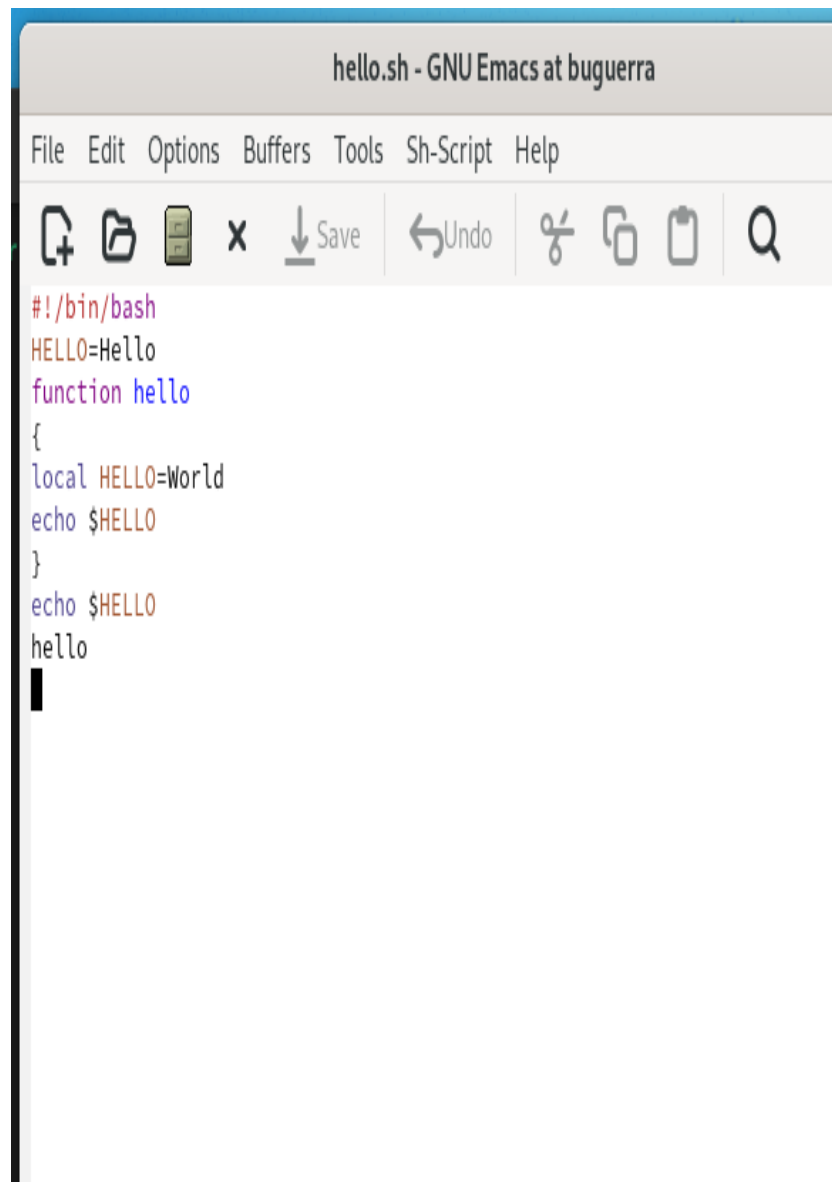 hello.sh - GNU Emacs at buguerra
File Edit Options Buffers Tools Sh-Script Help
Save Undo
#!/bin/bash
HELLO=Hello
function hello
{
local HELLO=World
echo $HELLO
}
echo $HELLO
hello